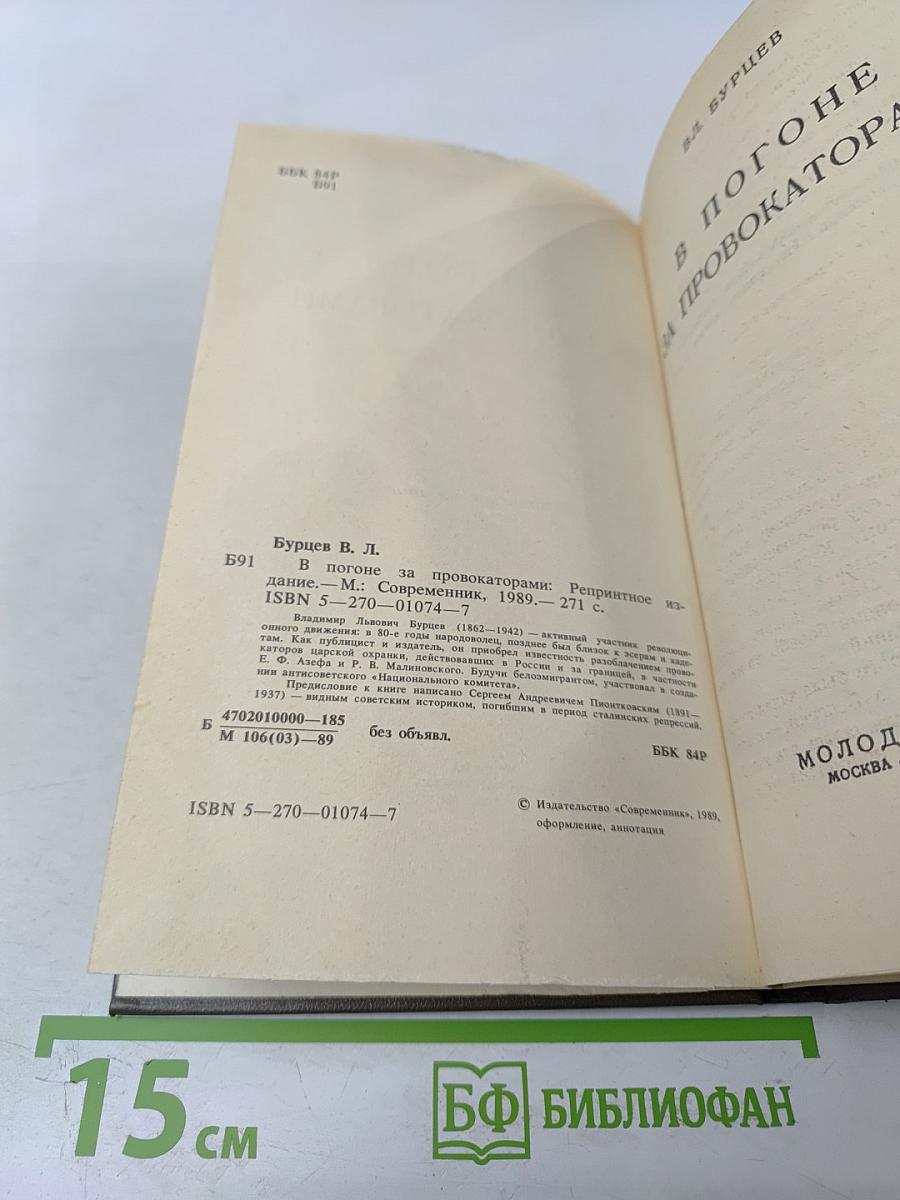 ББК 84Р
Б91
Бурцев В. Л.
Б91 В погоне за провокаторами: Репринтное из-
дание.— М.: Современник, 1989.— 271 с.
ISBN 5—270—01074—7
Владимир Львович Бурцев (1862—1942) — активный участник революци-
онного движения: в 80-е годы народоволец, позднее был близок к эсерам и каде-
там. Как публицист и издатель, он приобрел известность разоблачением прово-
каторов царской охранки, действовавших в России и за границей, в частности
Е. Ф. Азефа и Р. В. Малиновского. Будучи белоэмигрантом, участвовал в созда-
нии антисоветского «Национального комитета».
Предисловие к книге написано Сергеем Андреевичем Пионтковским (1891—
1937) — видным советским историком, погибшим в период сталинских репрессий.
Б 4702010000—185
М 106(03)—89 без объявл.
ББК 84Р
ISBN 5—270—01074—7
© Издательство «Современник», 1989,
оформление, аннотация
ВЛ. БУРЦЕВ
В ПОГОНЕ
ЗА ПРОВОКАТОРА
МОЛОД
МОСКВА
15 см
БФ БИБЛИОФАН